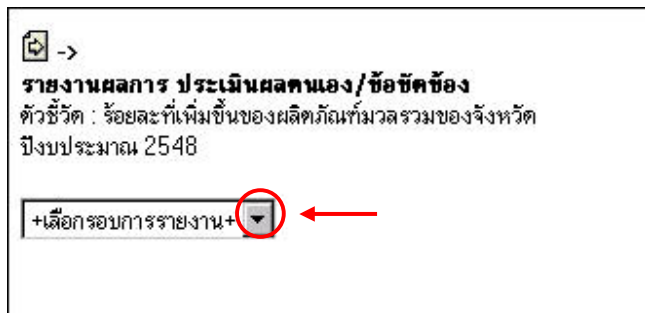 ->
รายงานผลการ ประเมินผลตนเอง/ข้อขัดข้อง
ตัวชี้วัด : ร้อยละที่เพิ่มขึ้นของผลิตภัณฑ์มวลรวมของจังหวัด
ปีงบประมาณ 2548
+เลือกรอบการรายงาน+